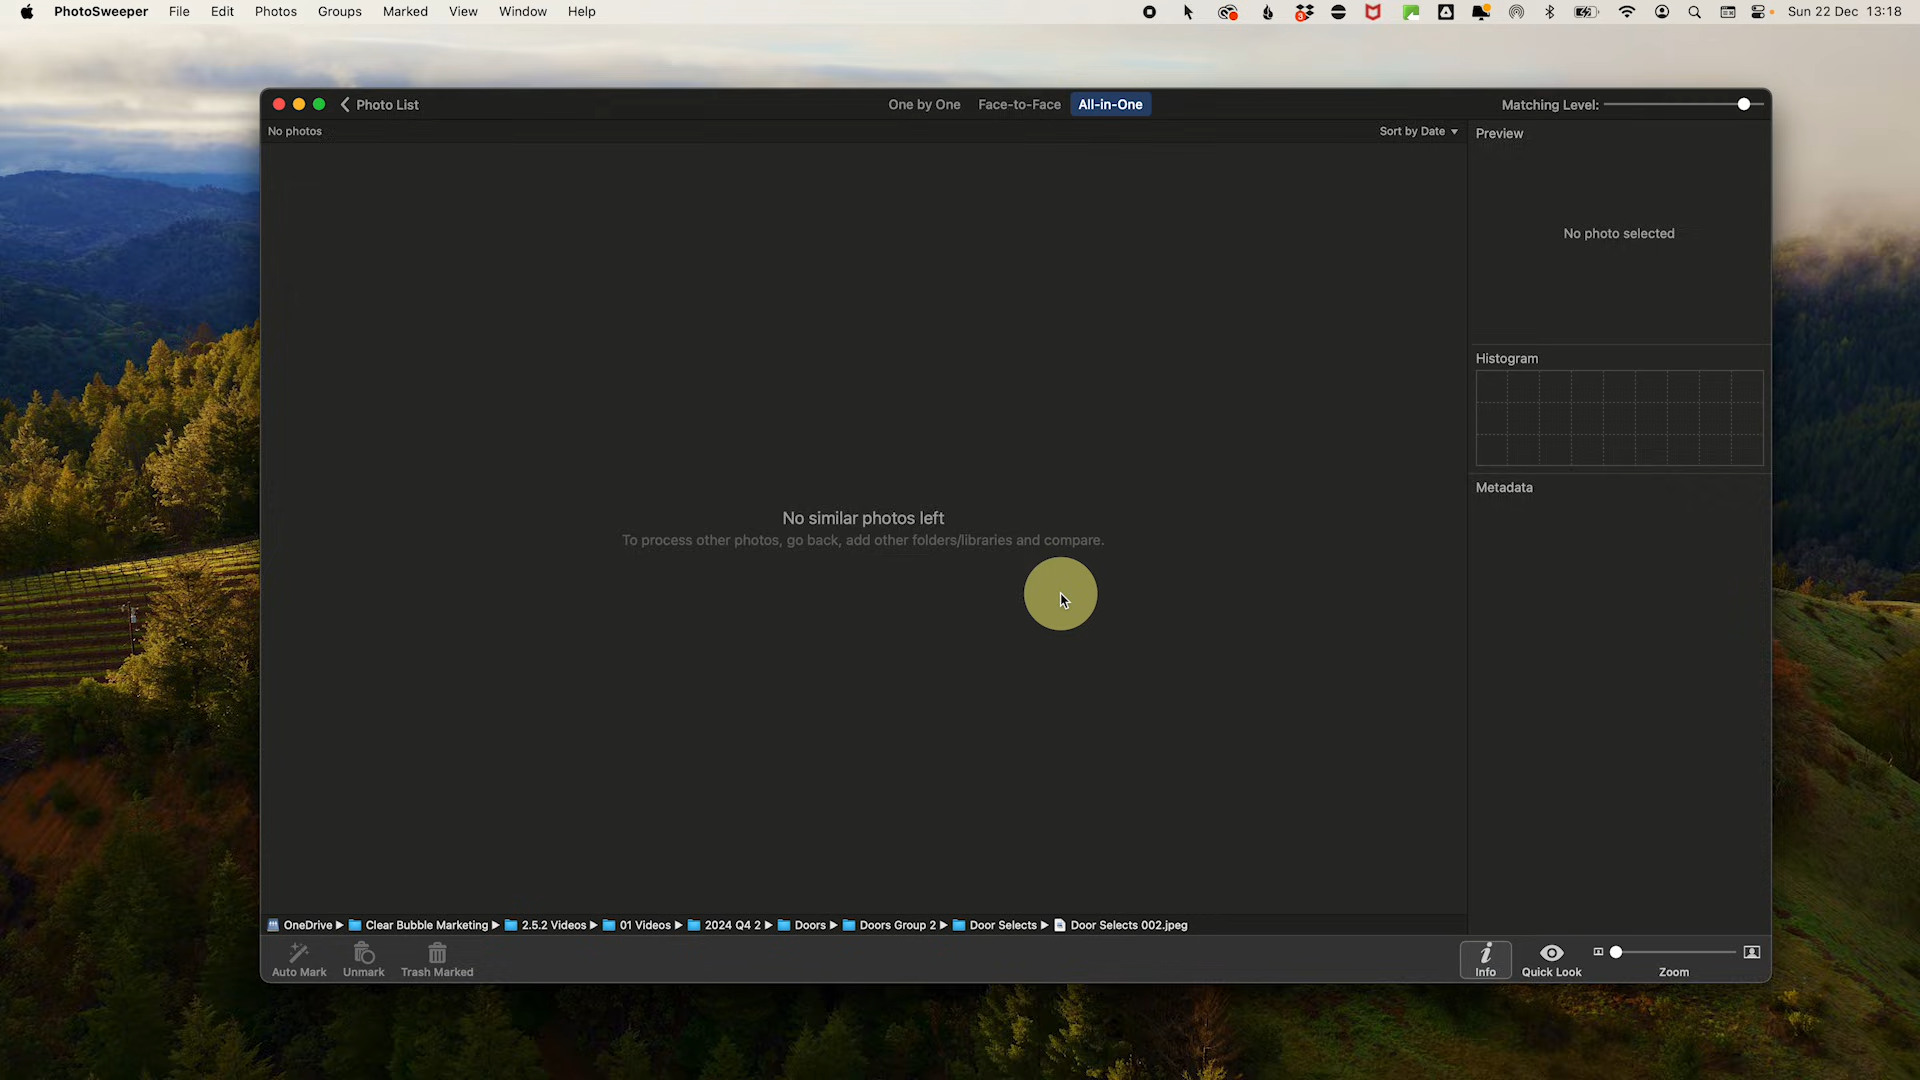 PhotoSweeper File Edit Photos Groups Marked View Window Help 3 Sun 22 Dec 13:18
Photo List One by One Face-to-Face All-in-One Matching Level:
No photos Sort by Date Preview
No photo selected
Histogram
Metadata
No similar photos left
To process other photos, go back, add other folders/libraries and compare.
OneDrive Clear Bubble Marketing 2.5.2 Videos 01 Videos 2024 Q4 2 Doors Doors Group 2 Door Selects Door Selects 002.jpeg
Auto Mark Unmark Trash Marked Info Quick Look Zoom